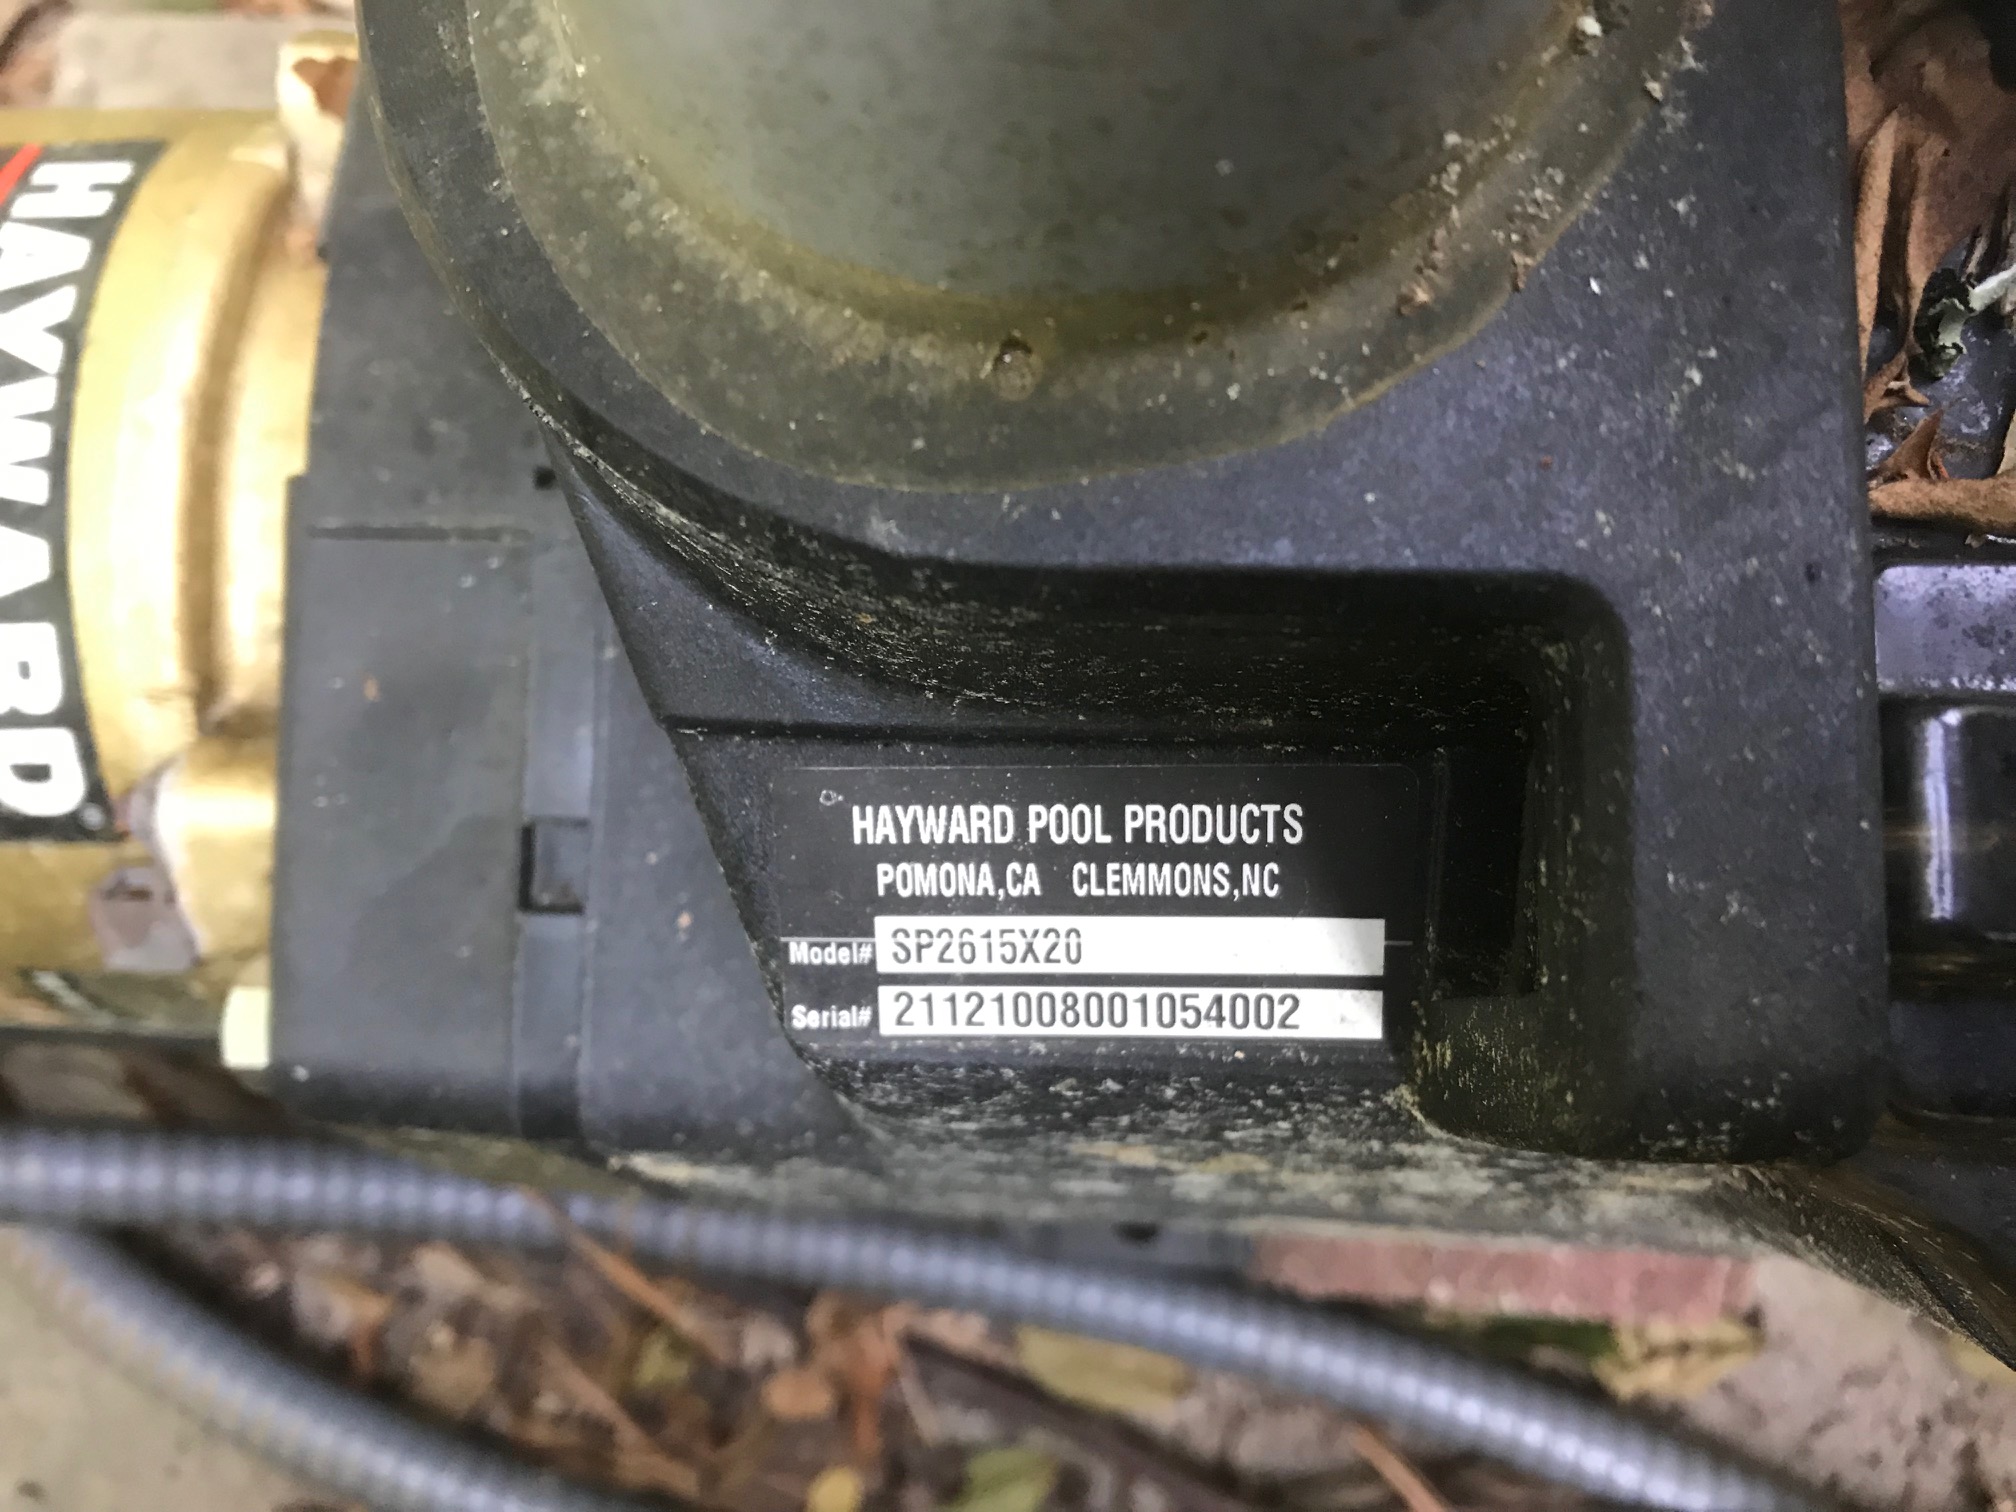 HAYWARD
HAYWARD POOL PRODUCTS
POMONA,CA CLEMMONS,NC
Model# SP2615X20
Serial# 21121008001054002